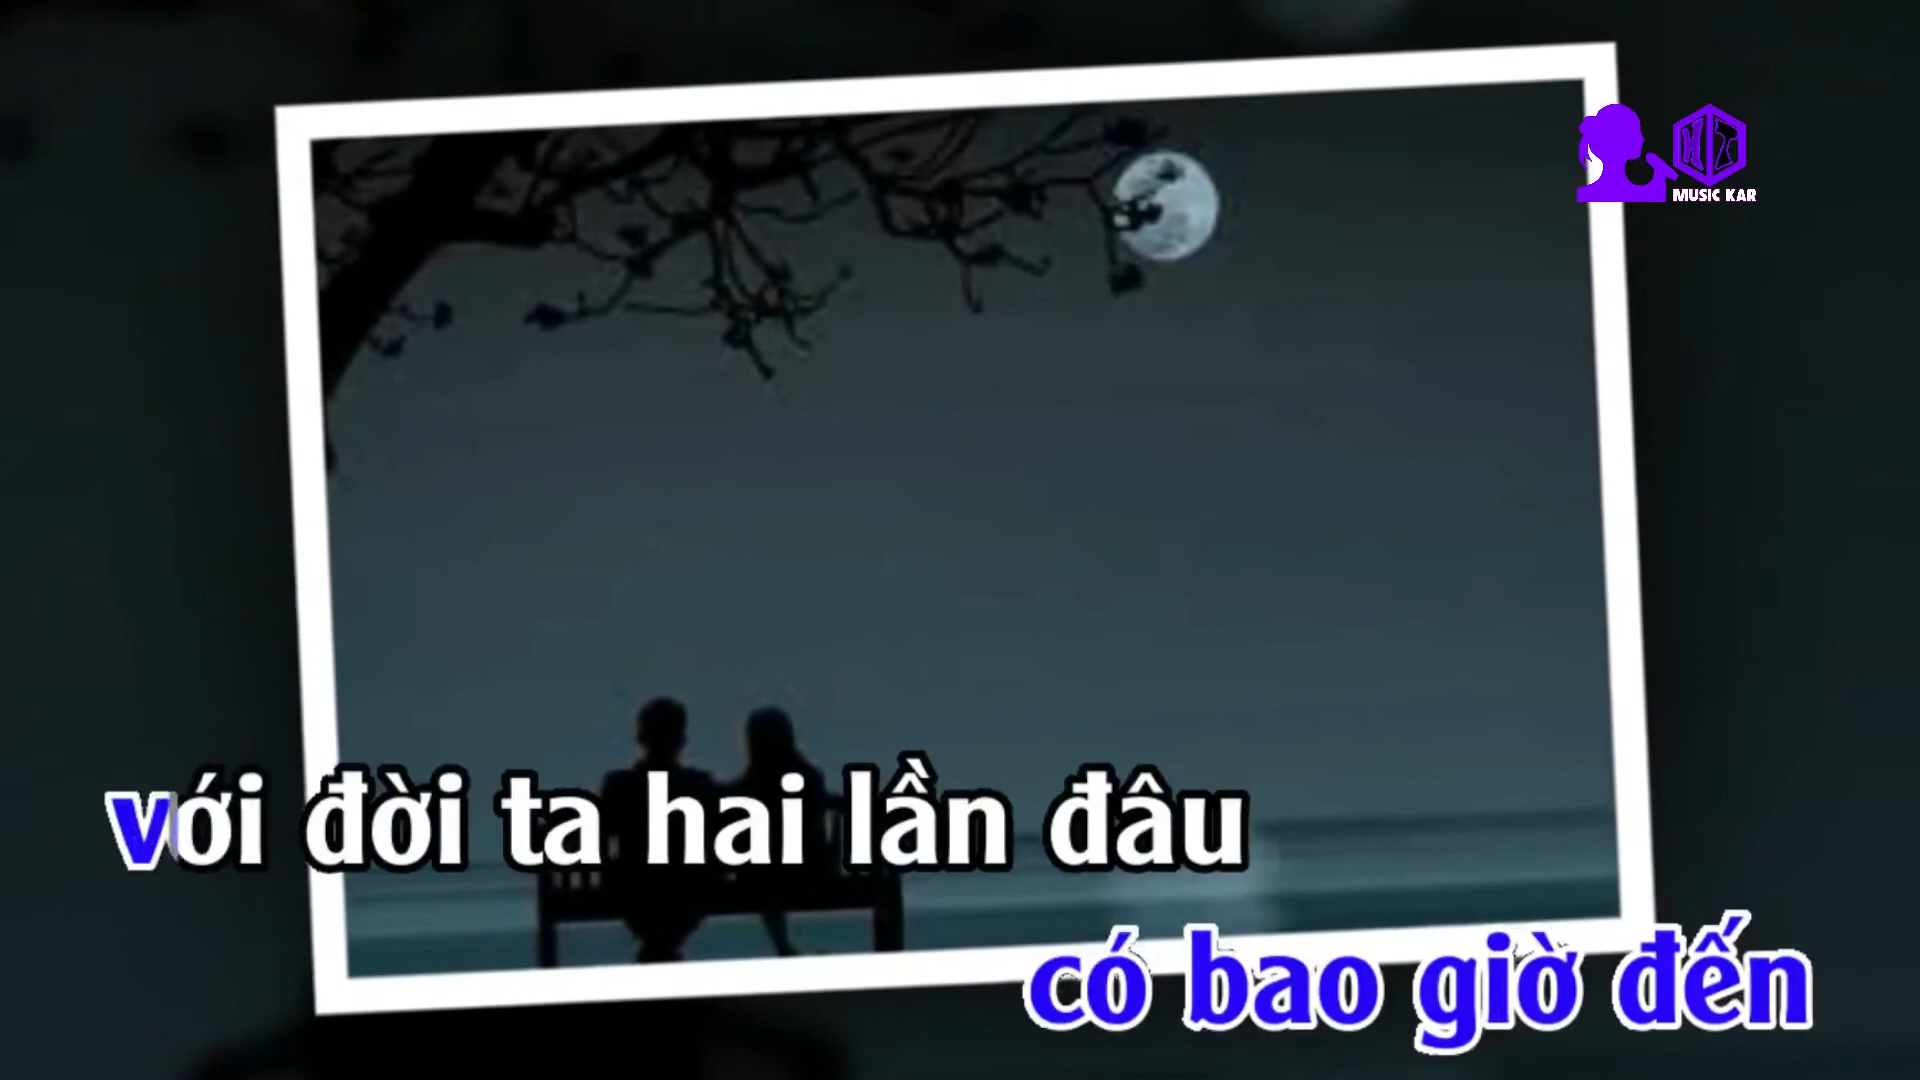 MUSIC KAR
với đời ta hai lần đâu
có bao giờ đến